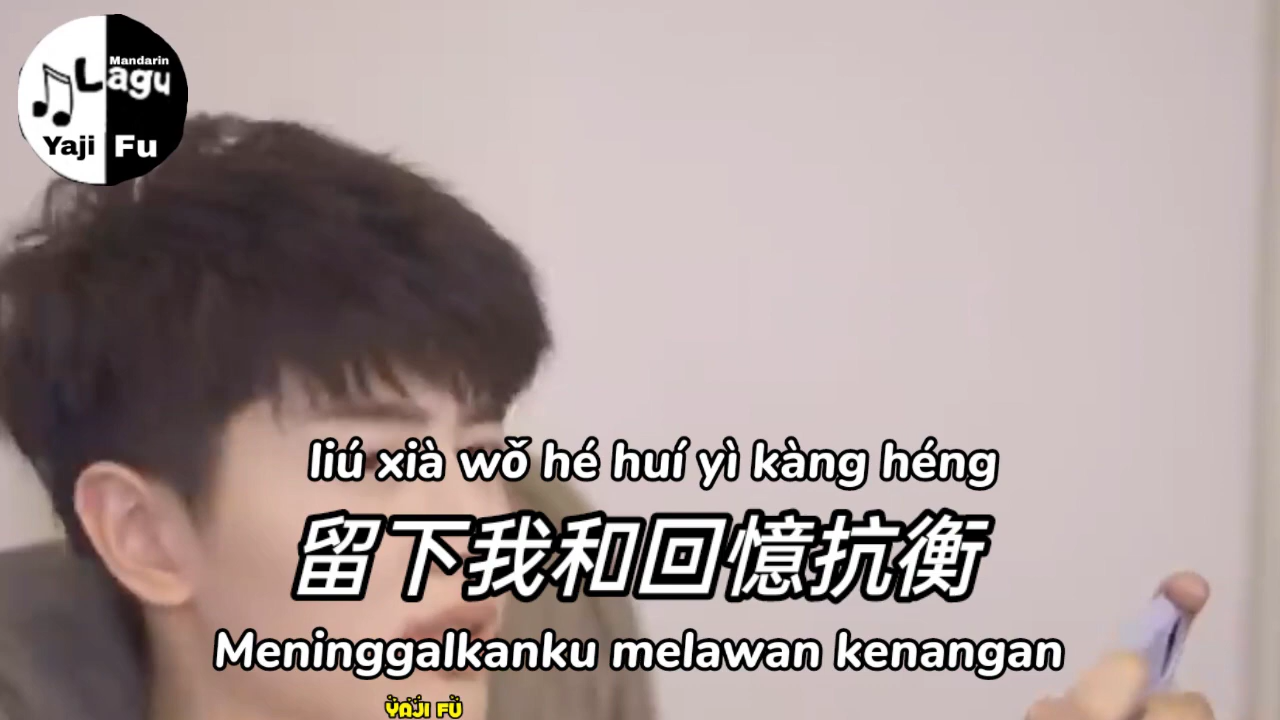 Mandarin
Lagu
Yaji Fu
liú xià wǒ hé huí yì kàng héng
留下我和回憶抗衡
Meninggalkanku melawan kenangan
YAJI FÜ